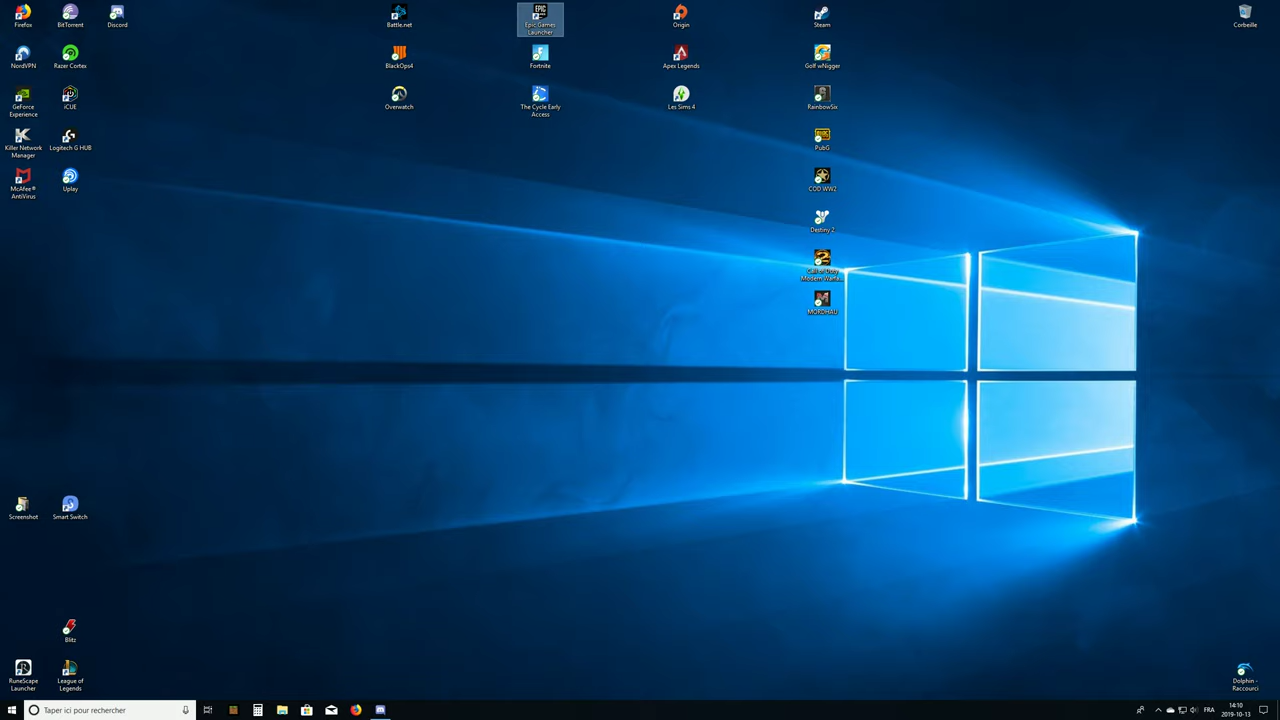 Firefox
BitTorrent
Discord
Battle.net
EPIC
Epic Games
Launcher
Origin
Steam
Corbeille
NordVPN
Razer Cortex
BlackOps4
Fortnite
Apex Legends
Golf wNigger
GeForce
Experience
iCUE
Overwatch
The Cycle Early
Access
Les Sims 4
RainbowSix
Killer Network
Manager
Logitech G HUB
PubG
McAfee®
AntiVirus
Uplay
COD WW2
Destiny 2
Call of Duty
Modern Warfa...
MORDHAU
Screenshot
Smart Switch
Blitz
RuneScape
Launcher
League of
Legends
Dolphin -
Raccourci
Taper ici pour rechercher
FRA
14:10
2019-10-13